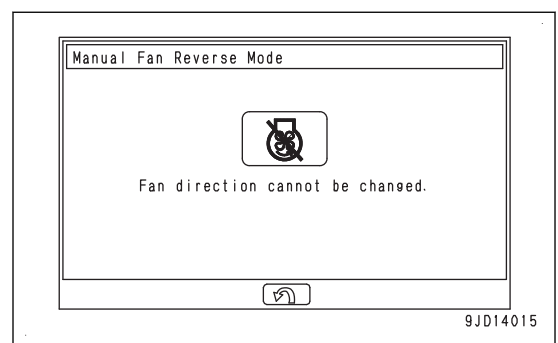 Manual Fan Reverse Mode
Fan direction cannot be changed.
9JD14015